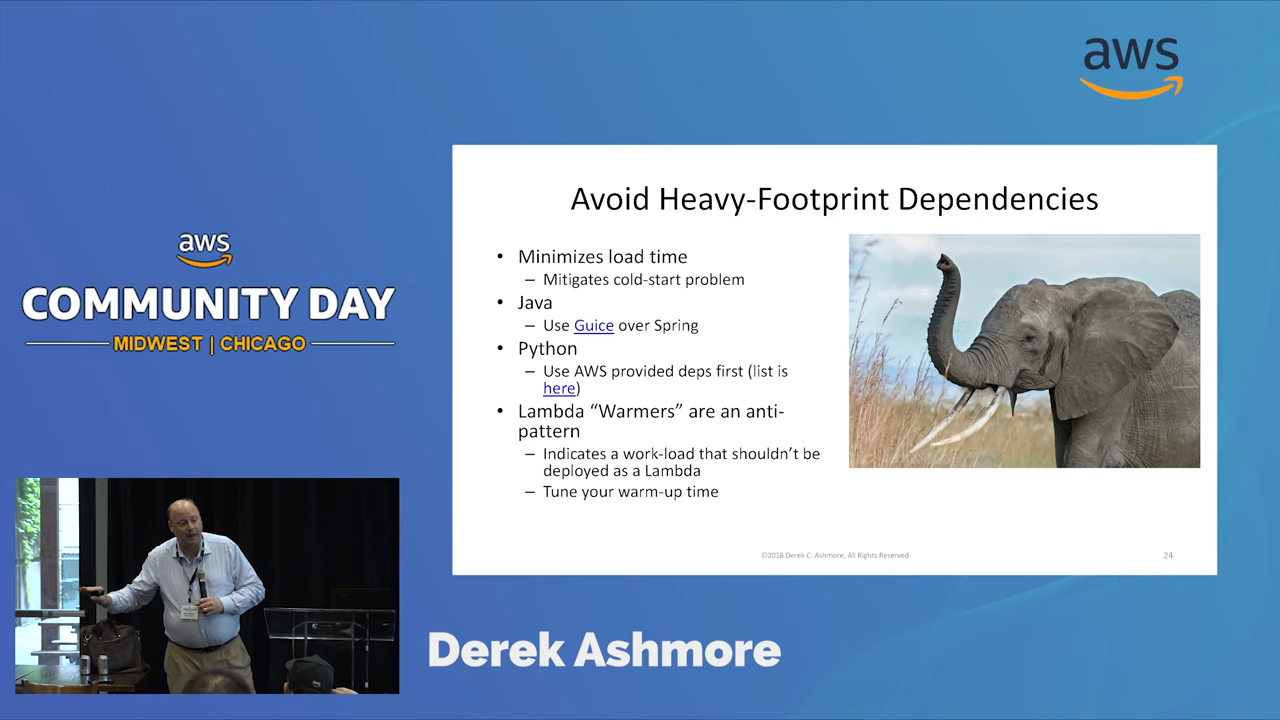 aws
aws
COMMUNITY DAY
MIDWEST | CHICAGO
Avoid Heavy-Footprint Dependencies
• Minimizes load time
– Mitigates cold-start problem
• Java
– Use Guice over Spring
• Python
– Use AWS provided deps first (list is
here)
• Lambda “Warmers” are an anti-
pattern
– Indicates a work-load that shouldn’t be
deployed as a Lambda
– Tune your warm-up time
©2018 Derek C. Ashmore, All Rights Reserved
24
Derek Ashmore